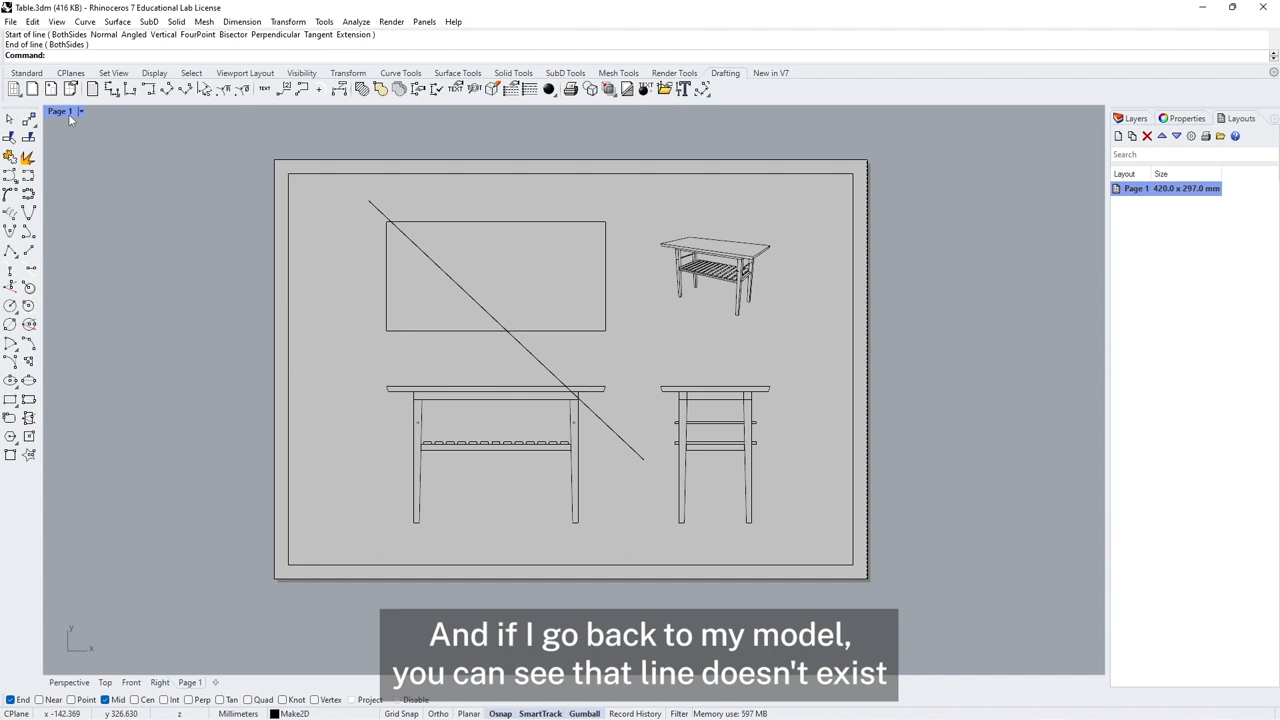 Table.3dm (416 KB) - Rhinoceros 7 Educational Lab License
File Edit View Curve Surface SubD Solid Mesh Dimension Transform Tools Analyze Render Panels Help
Start of line ( BothSides Normal Angled Vertical FourPoint Bisector Perpendicular Tangent Extension )
End of line ( BothSides )
Command:
Standard CPlanes Set View Display Select Viewport Layout Visibility Transform Curve Tools Surface Tools Solid Tools SubD Tools Mesh Tools Render Tools Drafting New in V7
Page 1
Layers Properties Layouts
Search
Layout Size
Page 1 420.0 x 297.0 mm
y
x
And if I go back to my model,
you can see that line doesn't exist
Perspective Top Front Right Page 1
End Near Point Mid Cen Int Perp Tan Quad Knot Vertex Project Disable
CPlane x -142.369 y 326.630 z Millimeters Make2D Grid Snap Ortho Planar Osnap SmartTrack Gumball Record History Filter Memory use: 597 MB